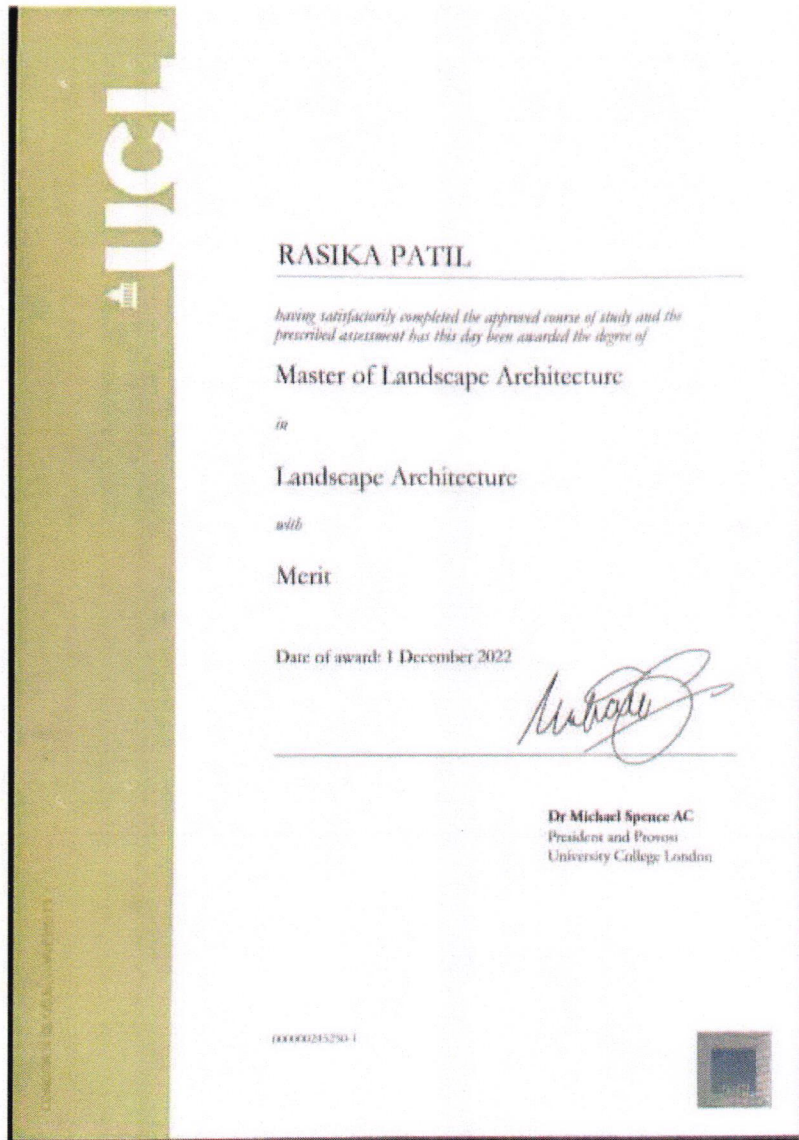 UCL
RASIKA PATIL
having satisfactorily completed the approved course of study and the
prescribed assessment has this day been awarded the degree of
Master of Landscape Architecture
in
Landscape Architecture
with
Merit
Date of award: 1 December 2022
Dr Michael Spence AC
President and Provost
University College London